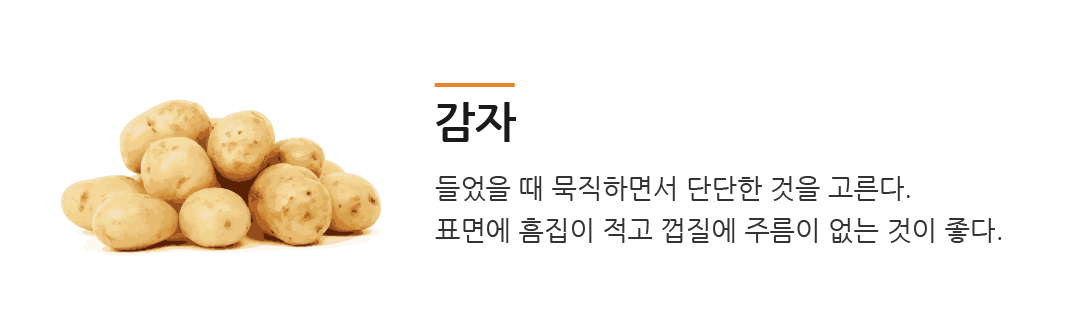 감자
들었을 때 묵직하면서 단단한 것을 고른다.
표면에 흠집이 적고 껍질에 주름이 없는 것이 좋다.